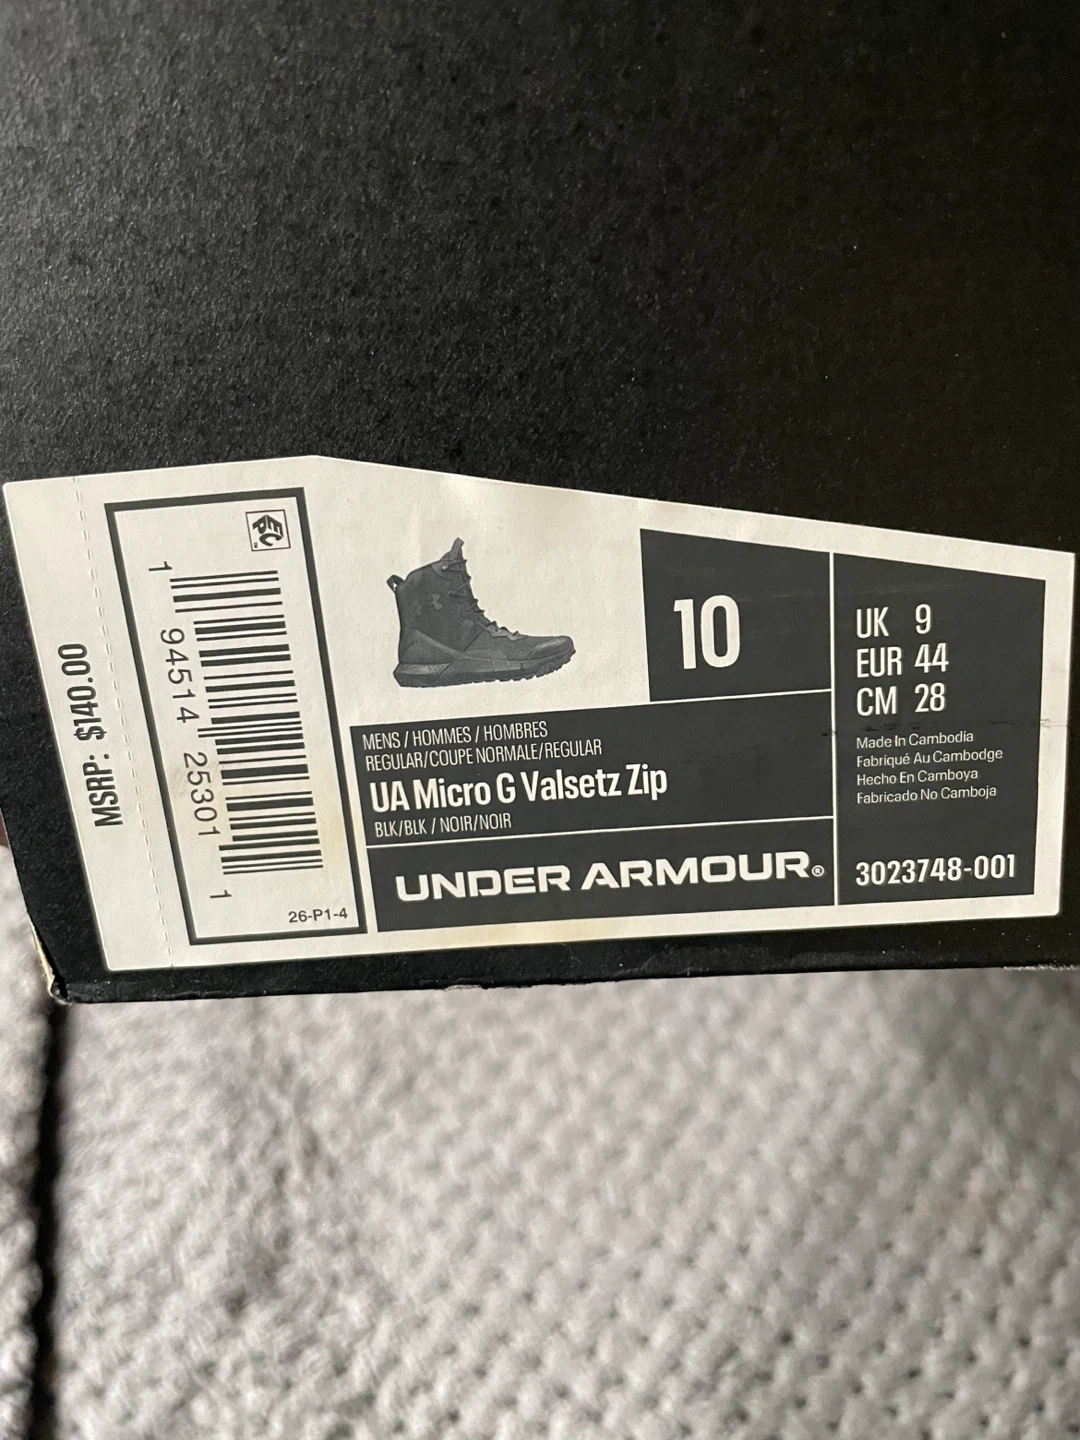 MSRP: $140.00
1 94514 25301 1
EPC™
26-P1-4
10
MENS / HOMMES / HOMBRES
REGULAR/COUPE NORMALE/REGULAR
UA Micro G Valsetz Zip
BLK/BLK / NOIR/NOIR
UNDER ARMOUR®
UK 9
EUR 44
CM 28
Made In Cambodia
Fabriqué Au Cambodge
Hecho En Camboya
Fabricado No Camboja
3023748-001